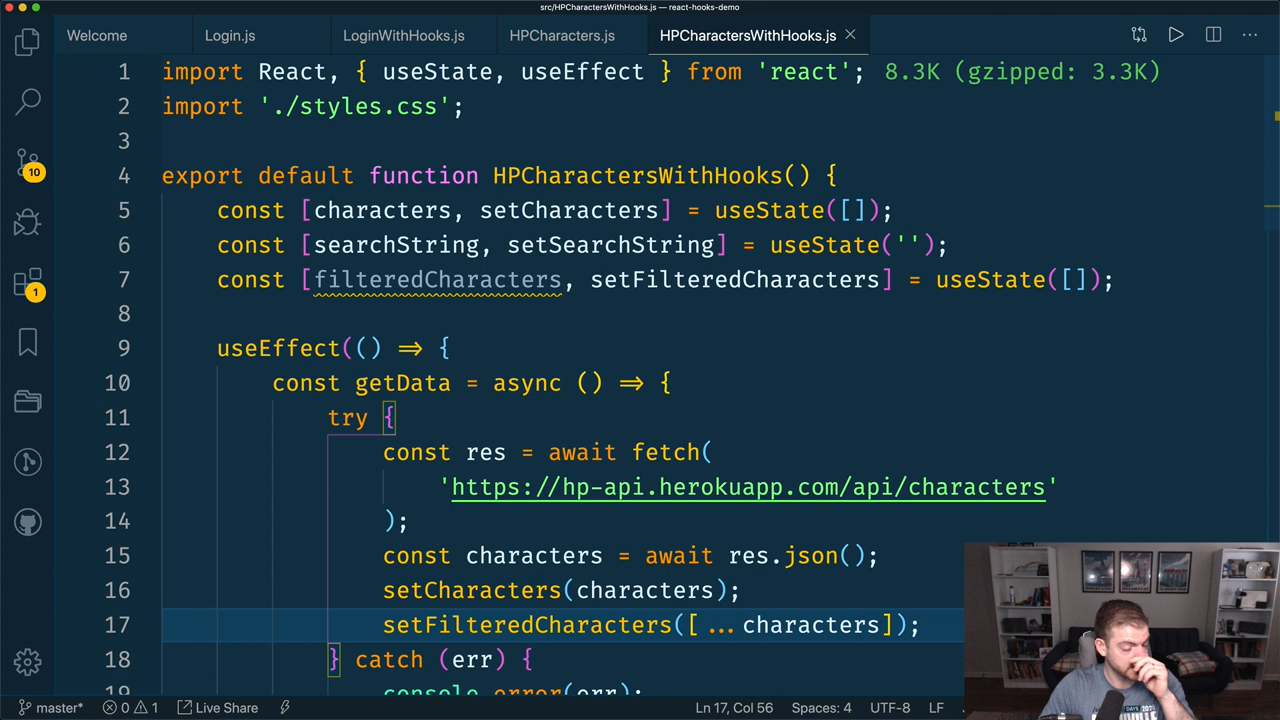 src/HPCharactersWithHooks.js — react-hooks-demo
Welcome
Login.js
LoginWithHooks.js
HPCharacters.js
HPCharactersWithHooks.js
1 import React, { useState, useEffect } from 'react'; 8.3K (gzipped: 3.3K)
2 import './styles.css';
3
4 export default function HPCharactersWithHooks() {
5 const [characters, setCharacters] = useState([]);
6 const [searchString, setSearchString] = useState('');
7 const [filteredCharacters, setFilteredCharacters] = useState([]);
8
9 useEffect(() => {
10 const getData = async () => {
11 try {
12 const res = await fetch(
13 'https://hp-api.herokuapp.com/api/characters'
14 );
15 const characters = await res.json();
16 setCharacters(characters);
17 setFilteredCharacters([...characters]);
18 } catch (err) {
19 console.error(err);
10
1
master* 0 1 Live Share Ln 17, Col 56 Spaces: 4 UTF-8 LF